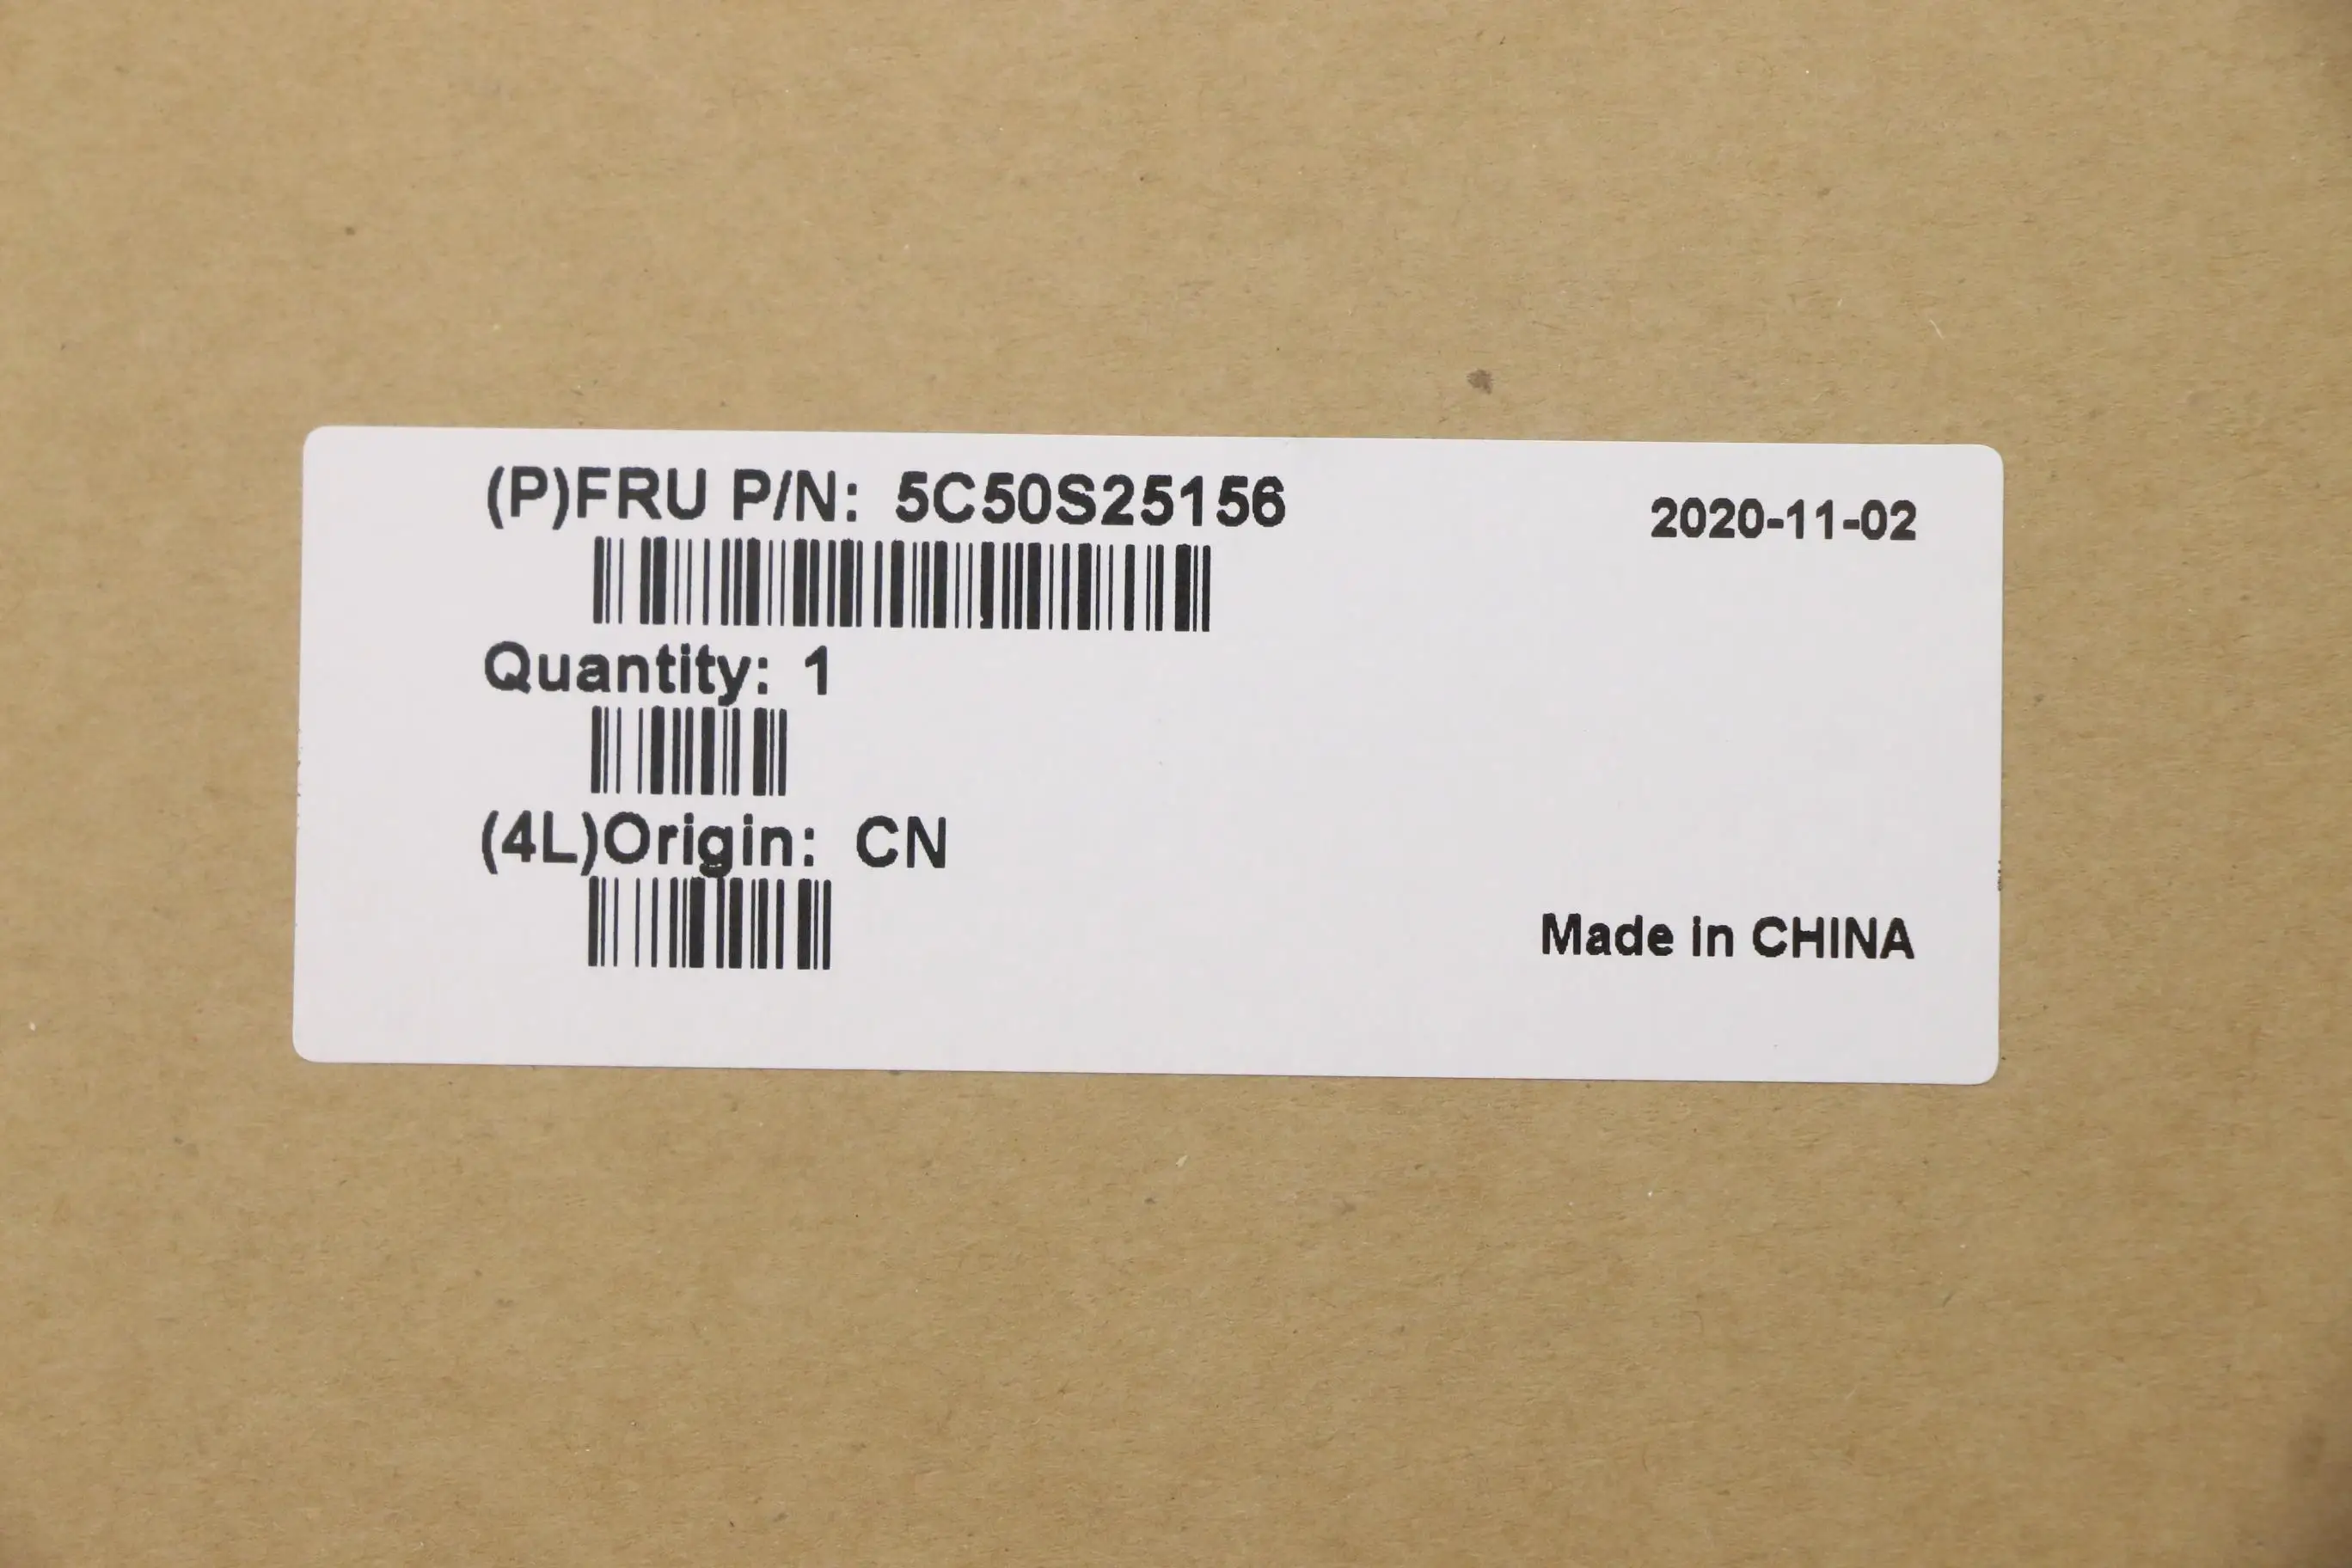 (P)FRU P/N: 5C50S25156
2020-11-02
Quantity: 1
(4L)Origin: CN
Made in CHINA